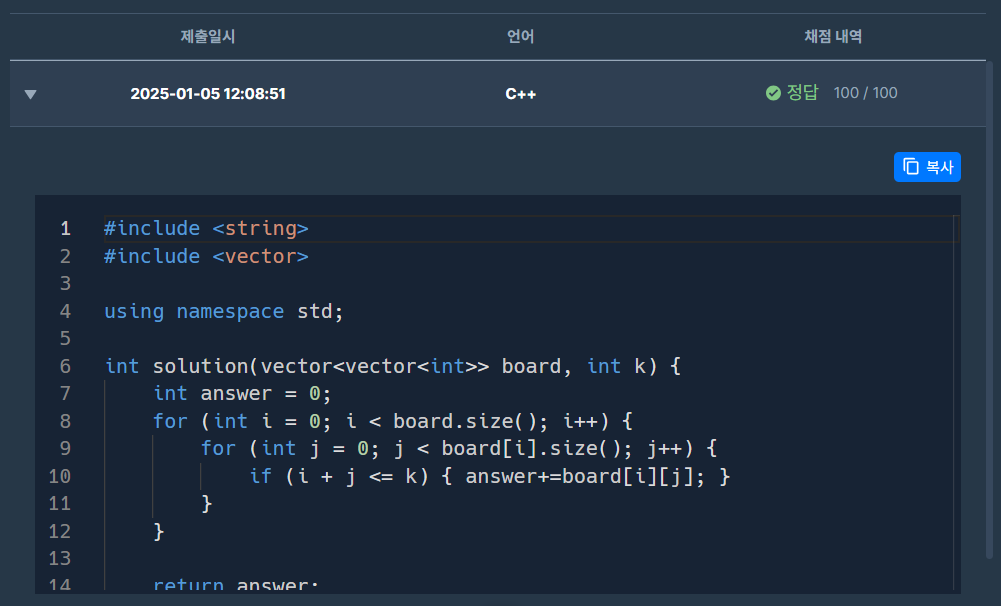 제출일시 언어 채점 내역
▼ 2025-01-05 12:08:51 C++ 정답 100 / 100
복사
1 #include <string>
2 #include <vector>
3
4 using namespace std;
5
6 int solution(vector<vector<int>> board, int k) {
7     int answer = 0;
8     for (int i = 0; i < board.size(); i++) {
9         for (int j = 0; j < board[i].size(); j++) {
10             if (i + j <= k) { answer+=board[i][j]; }
11         }
12     }
13
14     return answer;